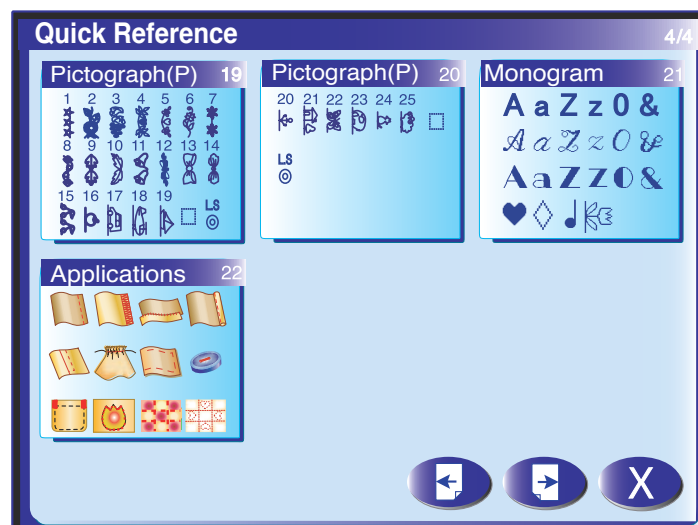 Quick Reference 4/4
Pictograph(P) 19
1 2 3 4 5 6 7
8 9 10 11 12 13 14
15 16 17 18 19
LS
Pictograph(P) 20
20 21 22 23 24 25
LS
Monogram 21
A a Z z 0 &
A a Z z 0 &
A a Z z 0 &
Applications 22
X